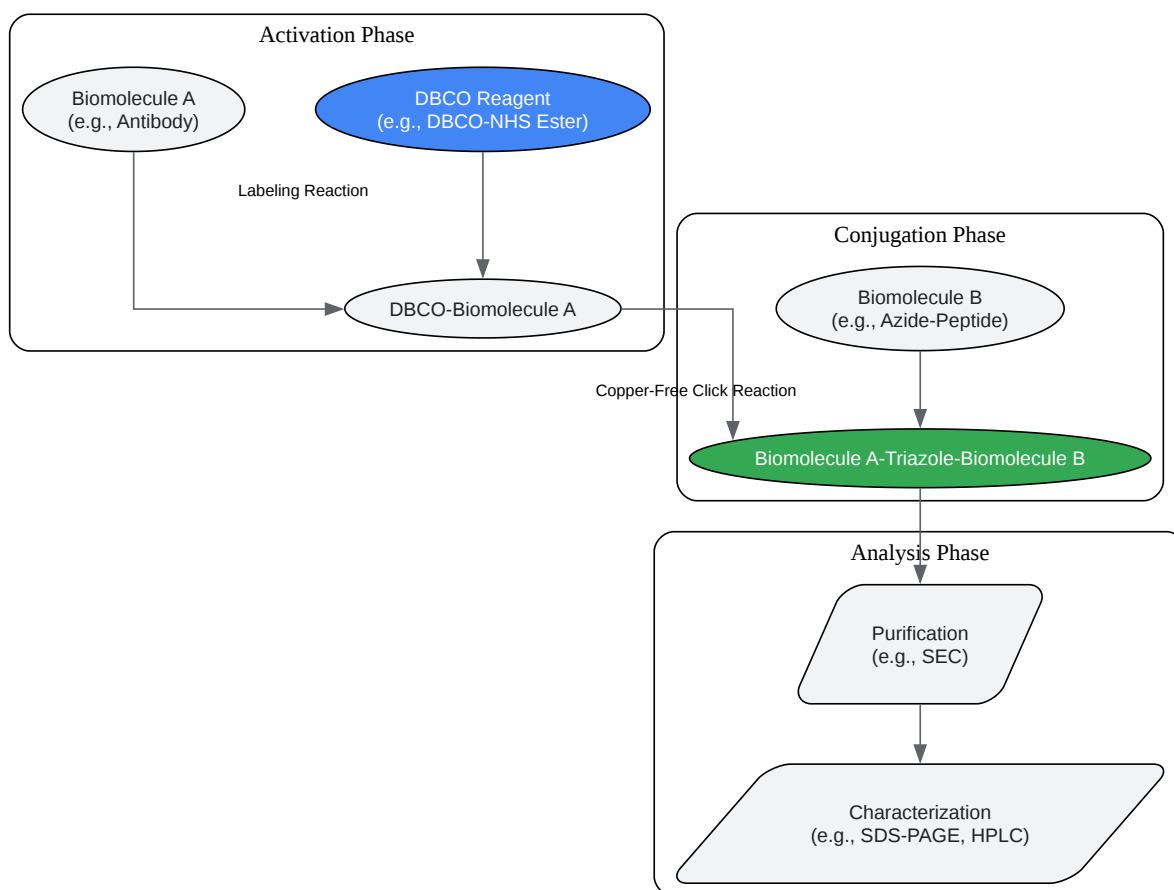 Activation Phase
Biomolecule A
(e.g., Antibody)
DBCO Reagent
(e.g., DBCO-NHS Ester)
Labeling Reaction
DBCO-Biomolecule A
Conjugation Phase
Biomolecule B
(e.g., Azide-Peptide)
Copper-Free Click Reaction
Biomolecule A-Triazole-Biomolecule B
Analysis Phase
Purification
(e.g., SEC)
Characterization
(e.g., SDS-PAGE, HPLC)